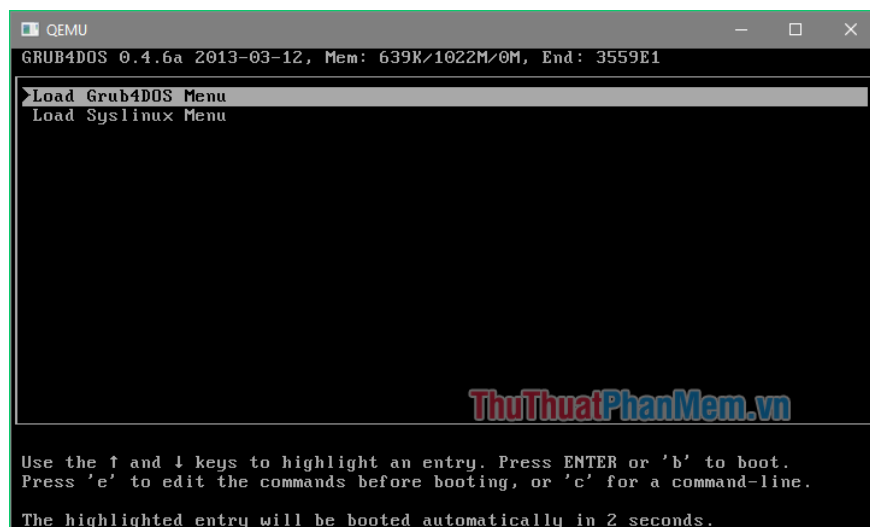 QEMU
GRUB4DOS 0.4.6a 2013-03-12, Mem: 639K/1022M/0M, End: 3559E1
Load Grub4DOS Menu
Load Syslinux Menu
ThuThuatPhanMem.vn
Use the ↑ and ↓ keys to highlight an entry. Press ENTER or 'b' to boot.
Press 'e' to edit the commands before booting, or 'c' for a command-line.
The highlighted entry will be booted automatically in 2 seconds.